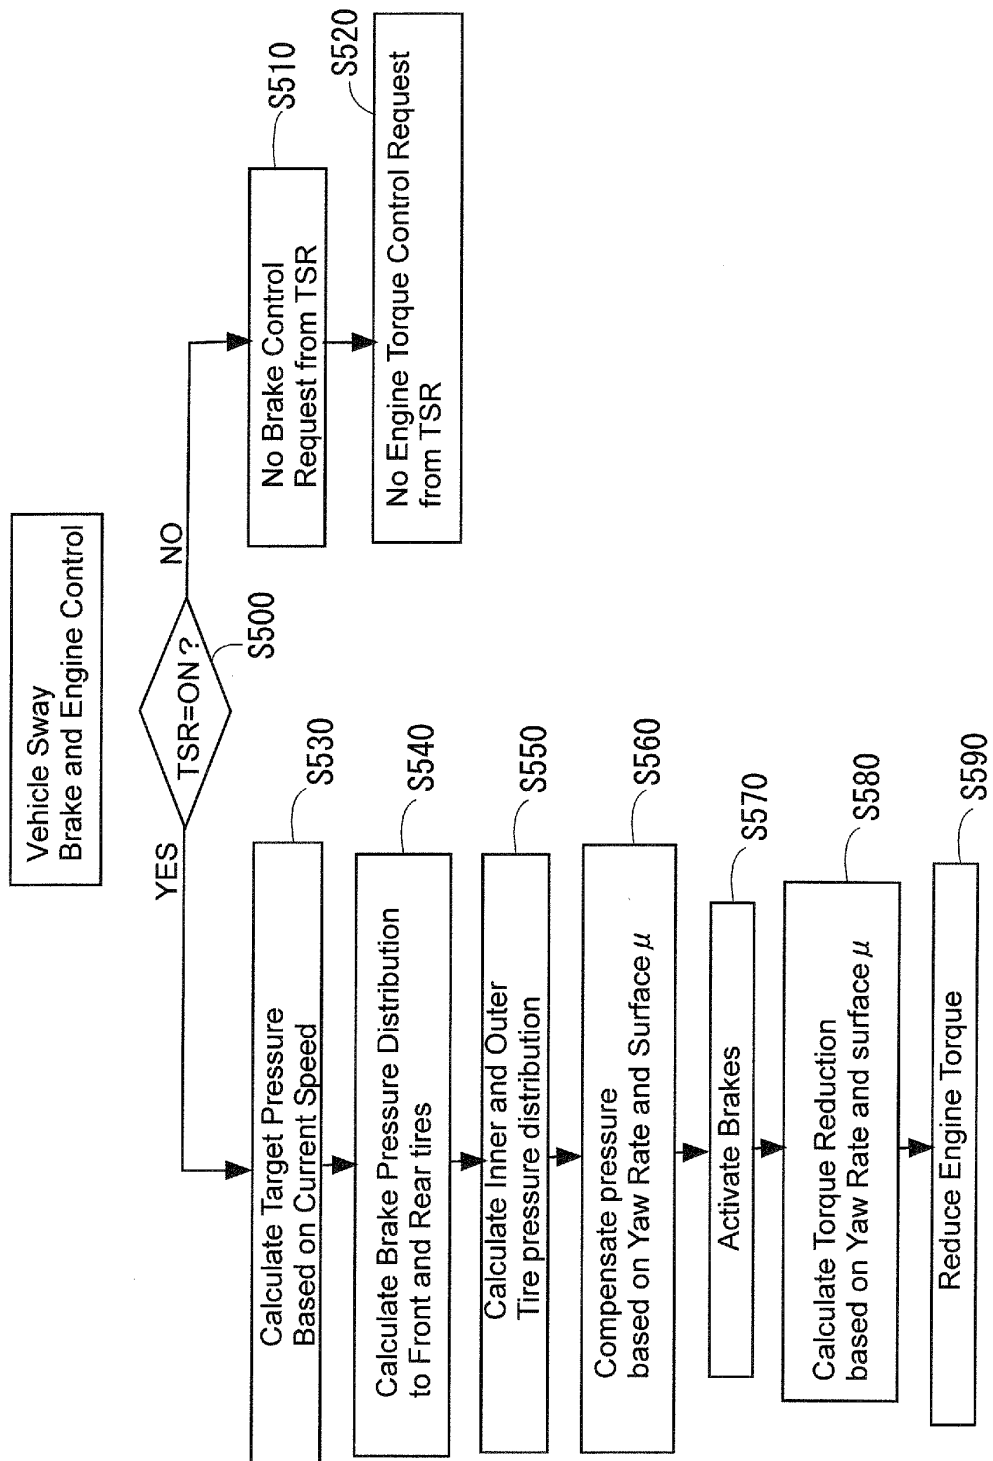 Vehicle Sway
Brake and Engine Control
TSR=ON ?
S500
YES
NO
Calculate Target Pressure
Based on Current Speed
S530
Calculate Brake Pressure Distribution
to Front and Rear tires
S540
Calculate Inner and Outer
Tire pressure distribution
S550
Compensate pressure
based on Yaw Rate and Surface μ
S560
Activate Brakes
S570
Calculate Torque Reduction
based on Yaw Rate and surface μ
S580
Reduce Engine Torque
S590
No Brake Control
Request from TSR
S510
No Engine Torque Control Request
from TSR
S520